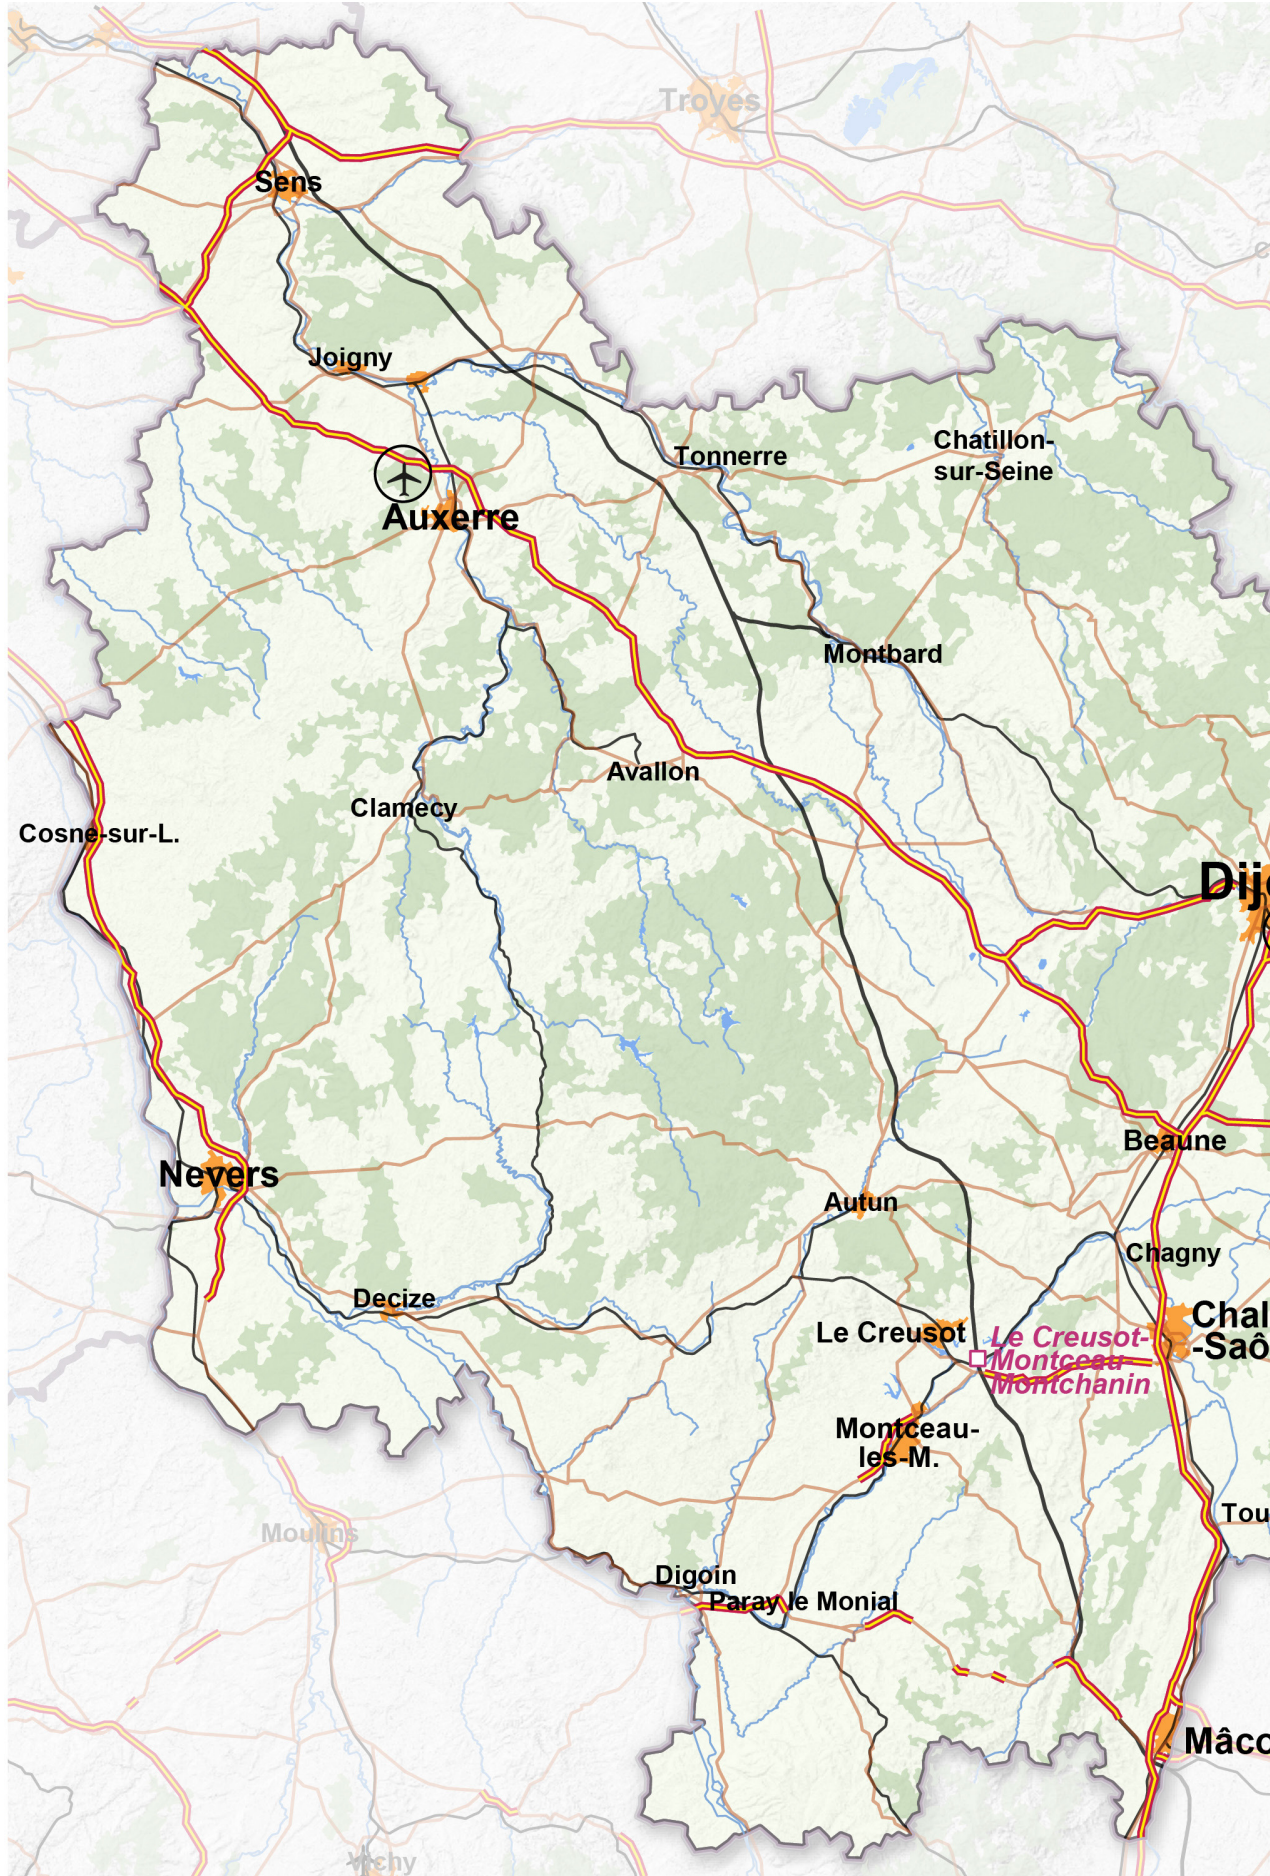 Troyes
Sens
Joigny
Tonnerre
Chatillon-
sur-Seine
Auxerre
Montbard
Avallon
Clamecy
Cosne-sur-L.
Dij
Beaune
Nevers
Autun
Chagny
Decize
Chal
-Saô
Le Creusot
Le Creusot-
Montceau-
Montchanin
Montceau-
les-M.
Tou
Moulins
Digoin
Paray le Monial
Mâco
Vichy